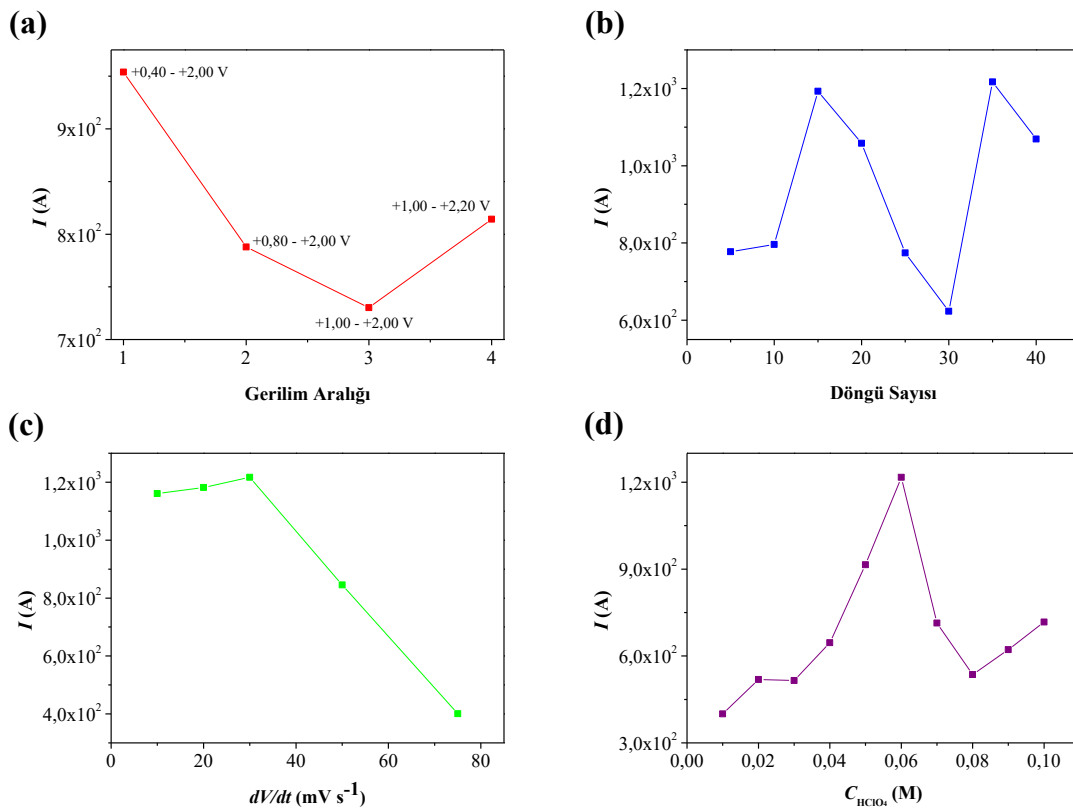 (a)
I (A)
9x10²
8x10²
7x10²
+0,40 - +2,00 V
+0,80 - +2,00 V
+1,00 - +2,00 V
+1,00 - +2,20 V
1 2 3 4
Gerilim Aralığı
(b)
I (A)
1,2x10³
1,0x10³
8,0x10²
6,0x10²
0 10 20 30 40
Döngü Sayısı
(c)
I (A)
1,2x10³
1,0x10³
8,0x10²
6,0x10²
4,0x10²
0 20 40 60 80
dV/dt (mV s⁻¹)
(d)
I (A)
1,2x10³
9,0x10²
6,0x10²
3,0x10²
0,00 0,02 0,04 0,06 0,08 0,10
C HClO₄ (M)